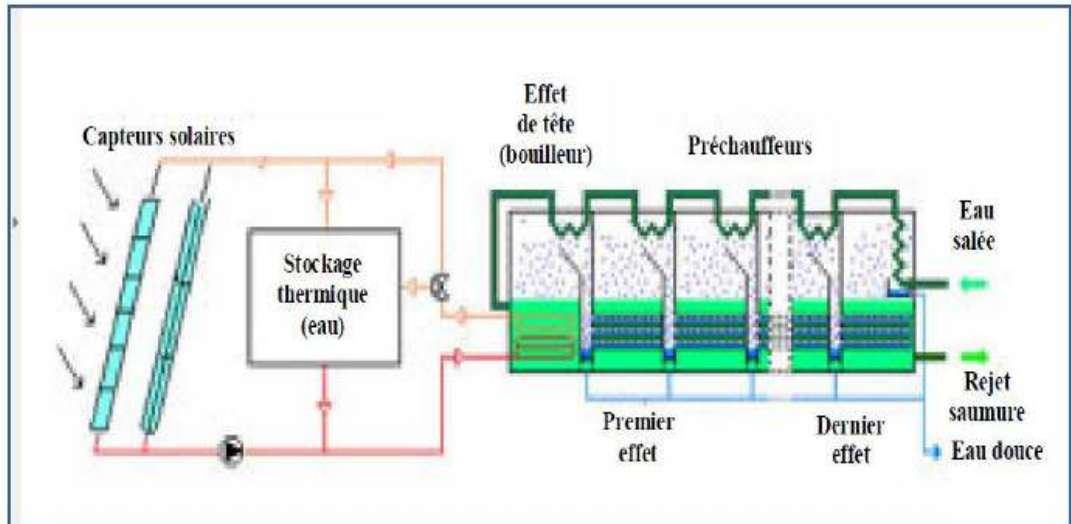 Capteurs solaires
Effet
de tête
(bouilleur)
Préchauffeurs
Eau
salée
Stockage
thermique
(eau)
Premier
effet
Dernier
effet
Rejet
saumure
Eau douce